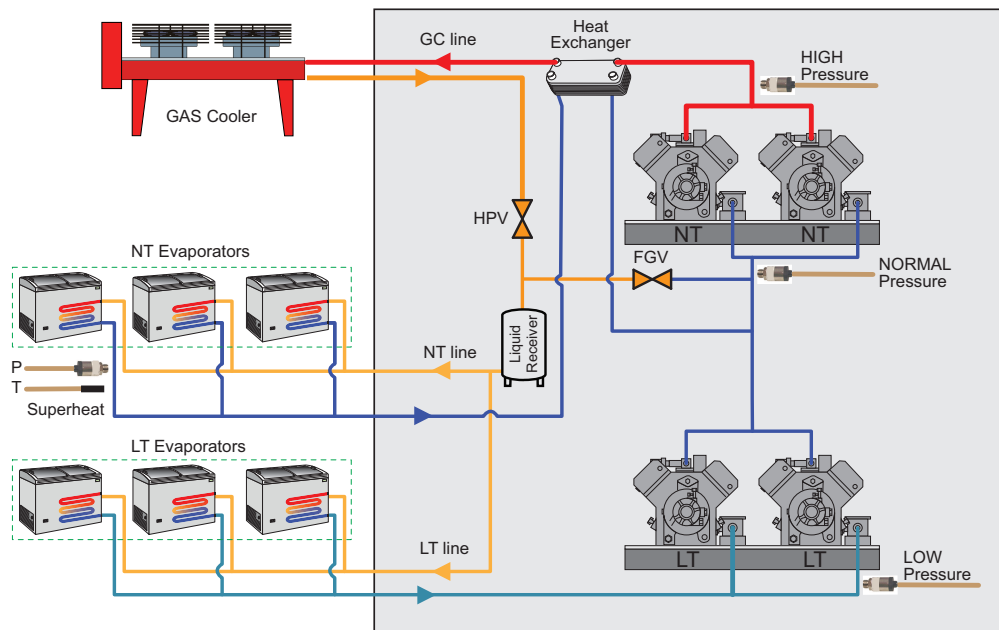 GC line
Heat
Exchanger
HIGH
Pressure
GAS Cooler
NT
NT
HPV
FGV
NORMAL
Pressure
NT Evaporators
Liquid
Receiver
NT line
P
T
Superheat
LT Evaporators
LT line
LT
LT
LOW
Pressure